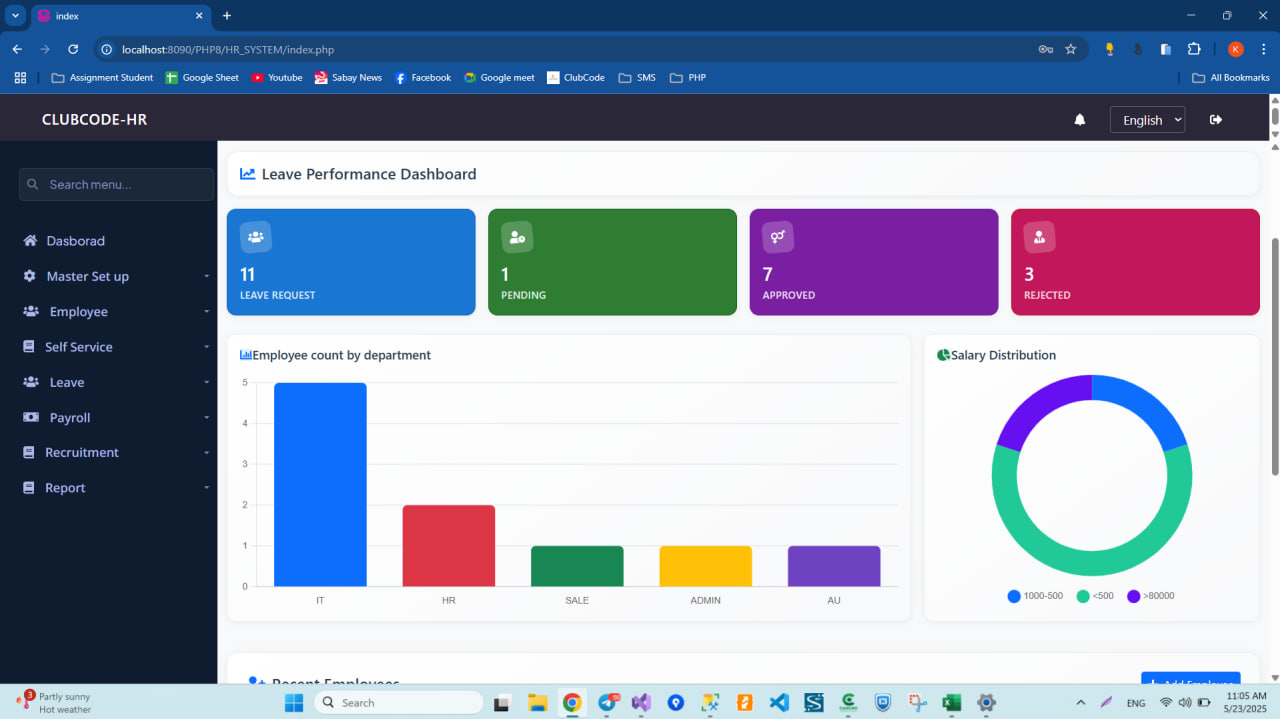 index
localhost:8090/PHP8/HR_SYSTEM/index.php
K
Assignment Student
Google Sheet
Youtube
Sabay News
Facebook
Google meet
ClubCode
SMS
PHP
All Bookmarks
CLUBCODE-HR
English
Search menu...
Dasborad
Master Set up
Employee
Self Service
Leave
Payroll
Recruitment
Report
Leave Performance Dashboard
11
LEAVE REQUEST
1
PENDING
7
APPROVED
3
REJECTED
Employee count by department
5
4
3
2
1
0
IT HR SALE ADMIN AU
Salary Distribution
1000-500 <500 >80000
Recent Employees
Add Employee
3
Partly sunny
Hot weather
Search
ENG
11:05 AM
5/23/2025